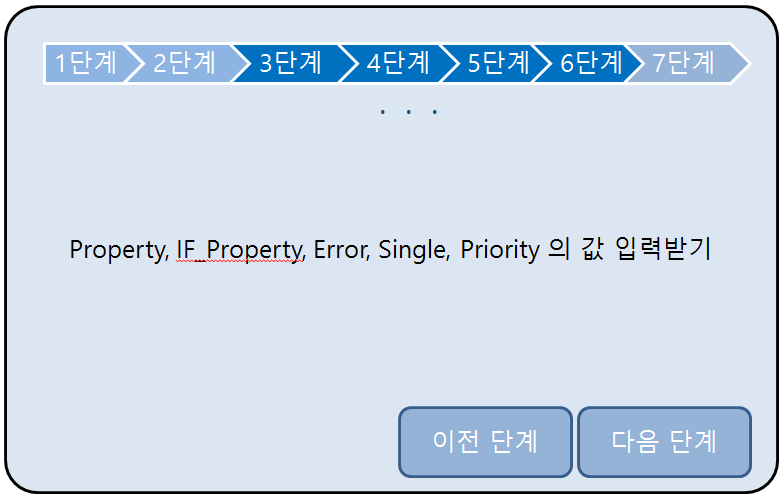 1단계 2단계 3단계 4단계 5단계 6단계 7단계
. . .
Property, IF_Property, Error, Single, Priority 의 값 입력받기
이전 단계 다음 단계